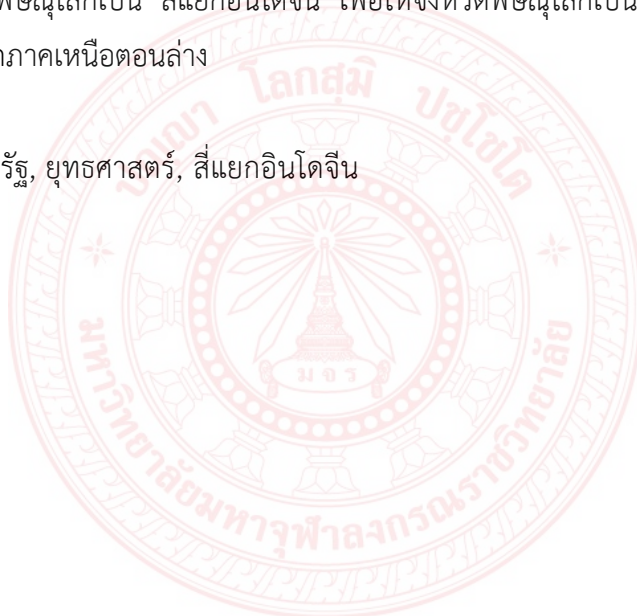 พิษณุโลกเป็น “สี่แยกอินโดจีน” เพื่อให้จังหวัดพิษณุโลกเป็น
ภาคเหนือตอนล่าง
รัฐ, ยุทธศาสตร์, สี่แยกอินโดจีน
ปญฺญา โลกสฺมิ ปชฺโชโต
ม จ ร
มหาวิทยาลัยมหาจุฬาลงกรณราชวิทยาลัย